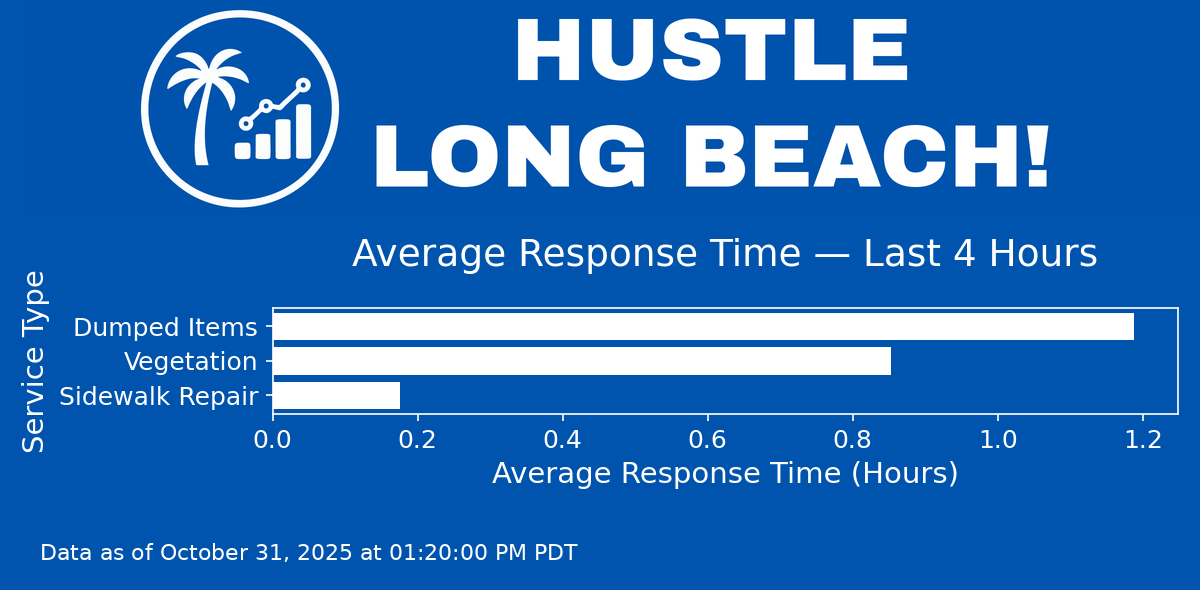 HUSTLE
LONG BEACH!
Average Response Time — Last 4 Hours
Service Type
Dumped Items
Vegetation
Sidewalk Repair
0.0 0.2 0.4 0.6 0.8 1.0 1.2
Average Response Time (Hours)
Data as of October 31, 2025 at 01:20:00 PM PDT